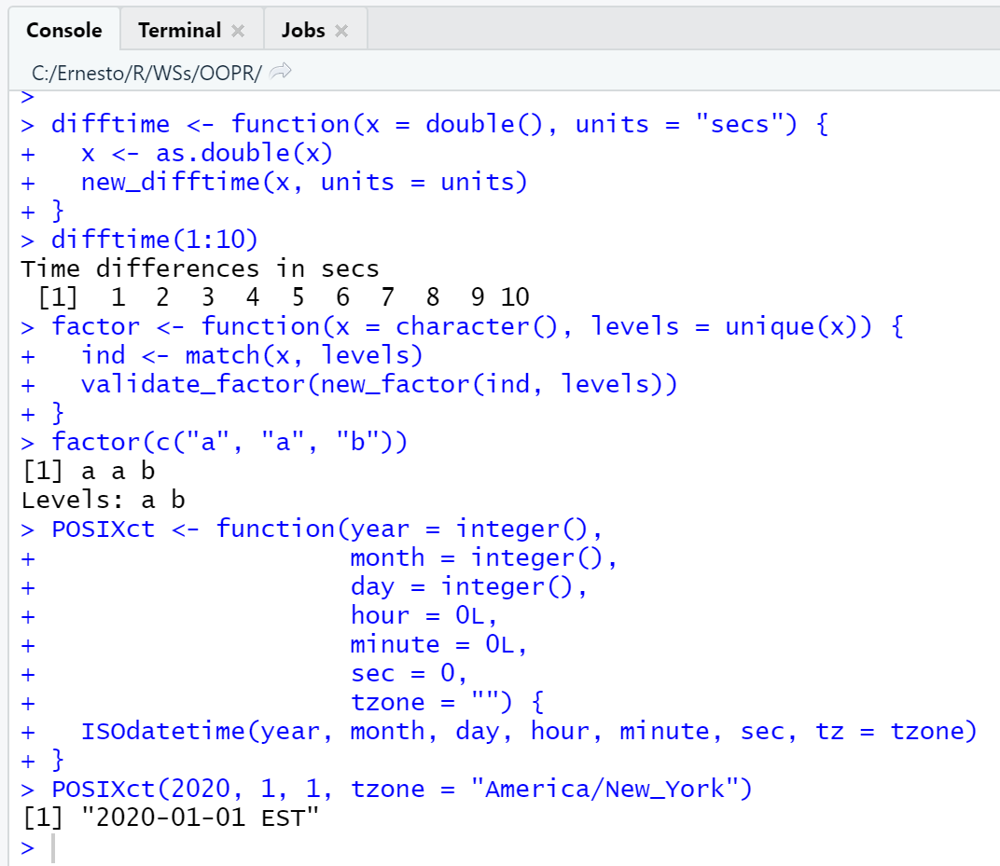 Console Terminal Jobs
C:/Ernesto/R/WSs/OOPR/
>
> difftime <- function(x = double(), units = "secs") {
+   x <- as.double(x)
+   new_difftime(x, units = units)
+ }
> difftime(1:10)
Time differences in secs
 [1]  1  2  3  4  5  6  7  8  9 10
> factor <- function(x = character(), levels = unique(x)) {
+   ind <- match(x, levels)
+   validate_factor(new_factor(ind, levels))
+ }
> factor(c("a", "a", "b"))
[1] a a b
Levels: a b
> POSIXct <- function(year = integer(),
+                     month = integer(),
+                     day = integer(),
+                     hour = 0L,
+                     minute = 0L,
+                     sec = 0,
+                     tzone = "") {
+   ISOdatetime(year, month, day, hour, minute, sec, tz = tzone)
+ }
> POSIXct(2020, 1, 1, tzone = "America/New_York")
[1] "2020-01-01 EST"
>